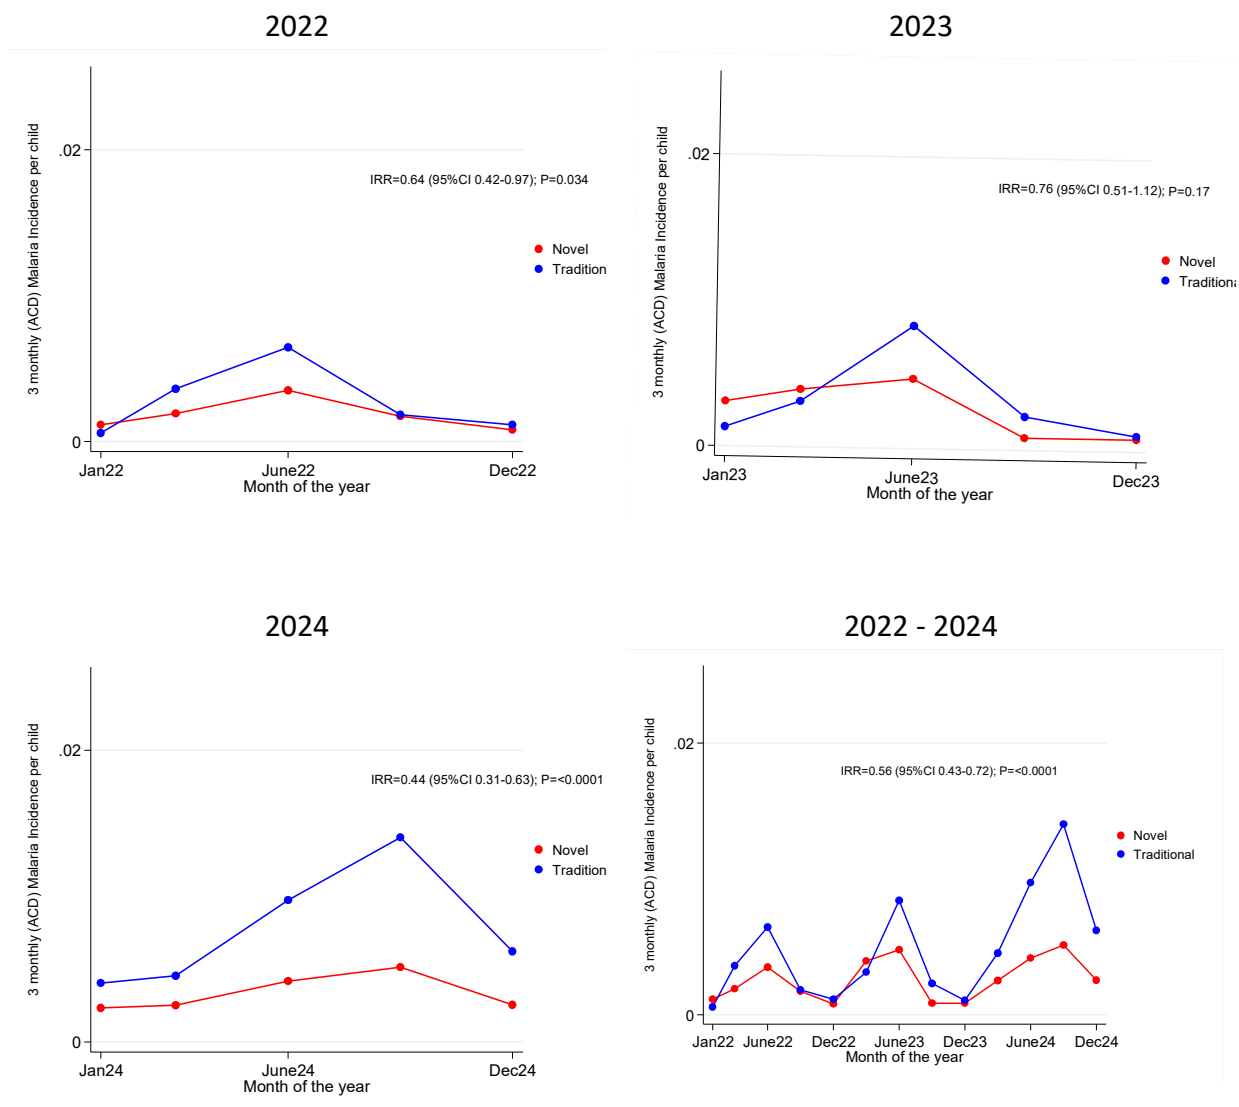 2022
3 monthly (ACD) Malaria Incidence per child
.02
0
IRR=0.64 (95%CI 0.42-0.97); P=0.034
Novel
Tradition
Jan22
June22
Dec22
Month of the year
2023
3 monthly (ACD) Malaria Incidence per child
.02
0
IRR=0.76 (95%CI 0.51-1.12); P=0.17
Novel
Traditiona
Jan23
June23
Dec23
Month of the year
2024
3 monthly (ACD) Malaria Incidence per child
.02
0
IRR=0.44 (95%CI 0.31-0.63); P=<0.0001
Novel
Tradition
Jan24
June24
Dec24
Month of the year
2022 - 2024
3 monthly (ACD) Malaria Incidence per child
.02
0
IRR=0.56 (95%CI 0.43-0.72); P=<0.0001
Novel
Traditional
Jan22
June22
Dec22
June23
Dec23
June24
Dec24
Month of the year